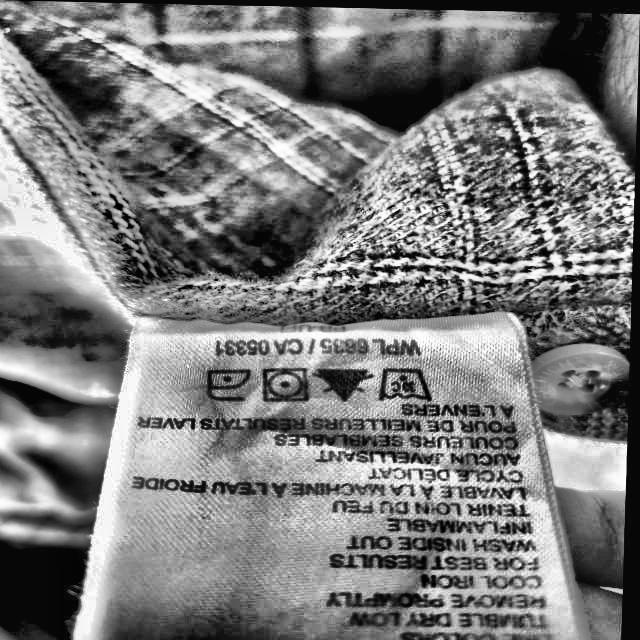 COLORS
TUMBLE DRY LOW
REMOVE PROMPTLY
COOL IRON
FOR BEST RESULTS
WASH INSIDE OUT
INFLAMMABLE
TENIR LOIN DU FEU
LAVABLE À LA MACHINE À L'EAU FROIDE
CYCLE DÉLICAT
AUCUN JAVELLISANT
COULEURS SEMBLABLES
POUR DE MEILLEURS RESULTATS LAVER
A L'ENVERS
WPL 6835 / CA 05331